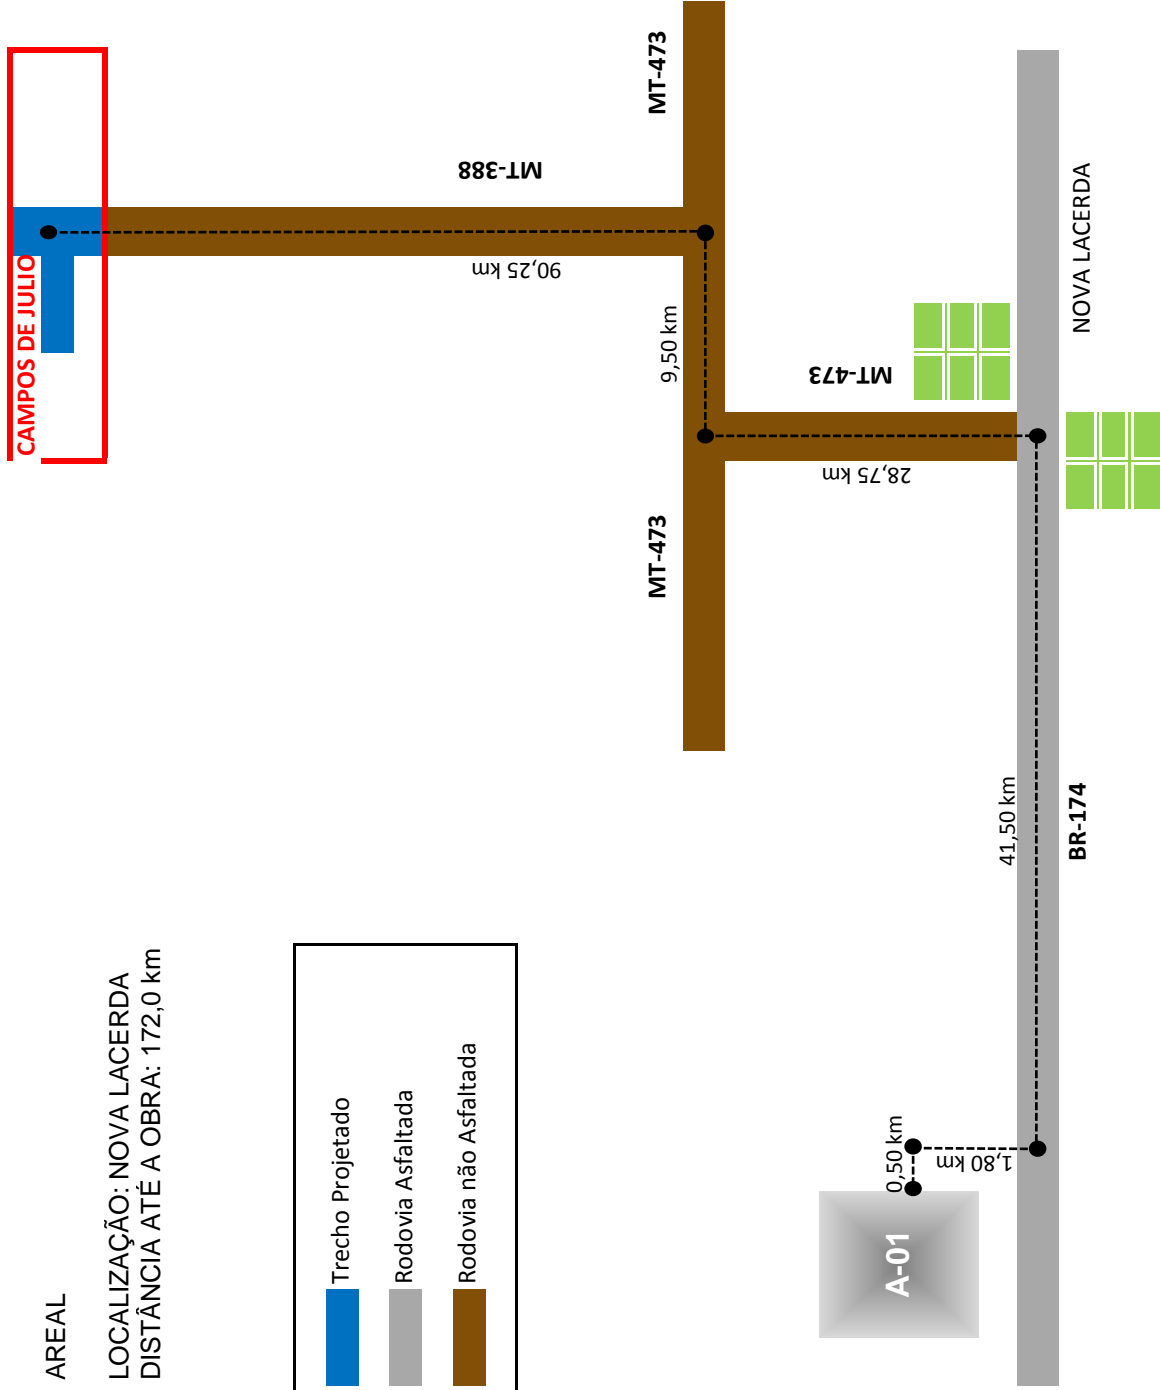 AREAL
LOCALIZAÇÃO: NOVA LACERDA
DISTÂNCIA ATÉ A OBRA: 172,0 km
Trecho Projetado
Rodovia Asfaltada
Rodovia não Asfaltada
CAMPOS DE JULIO
MT-388
90,25 km
MT-473
9,50 km
MT-473
MT-473
28,75 km
NOVA LACERDA
41,50 km
BR-174
0,50 km
1,80 km
A-01